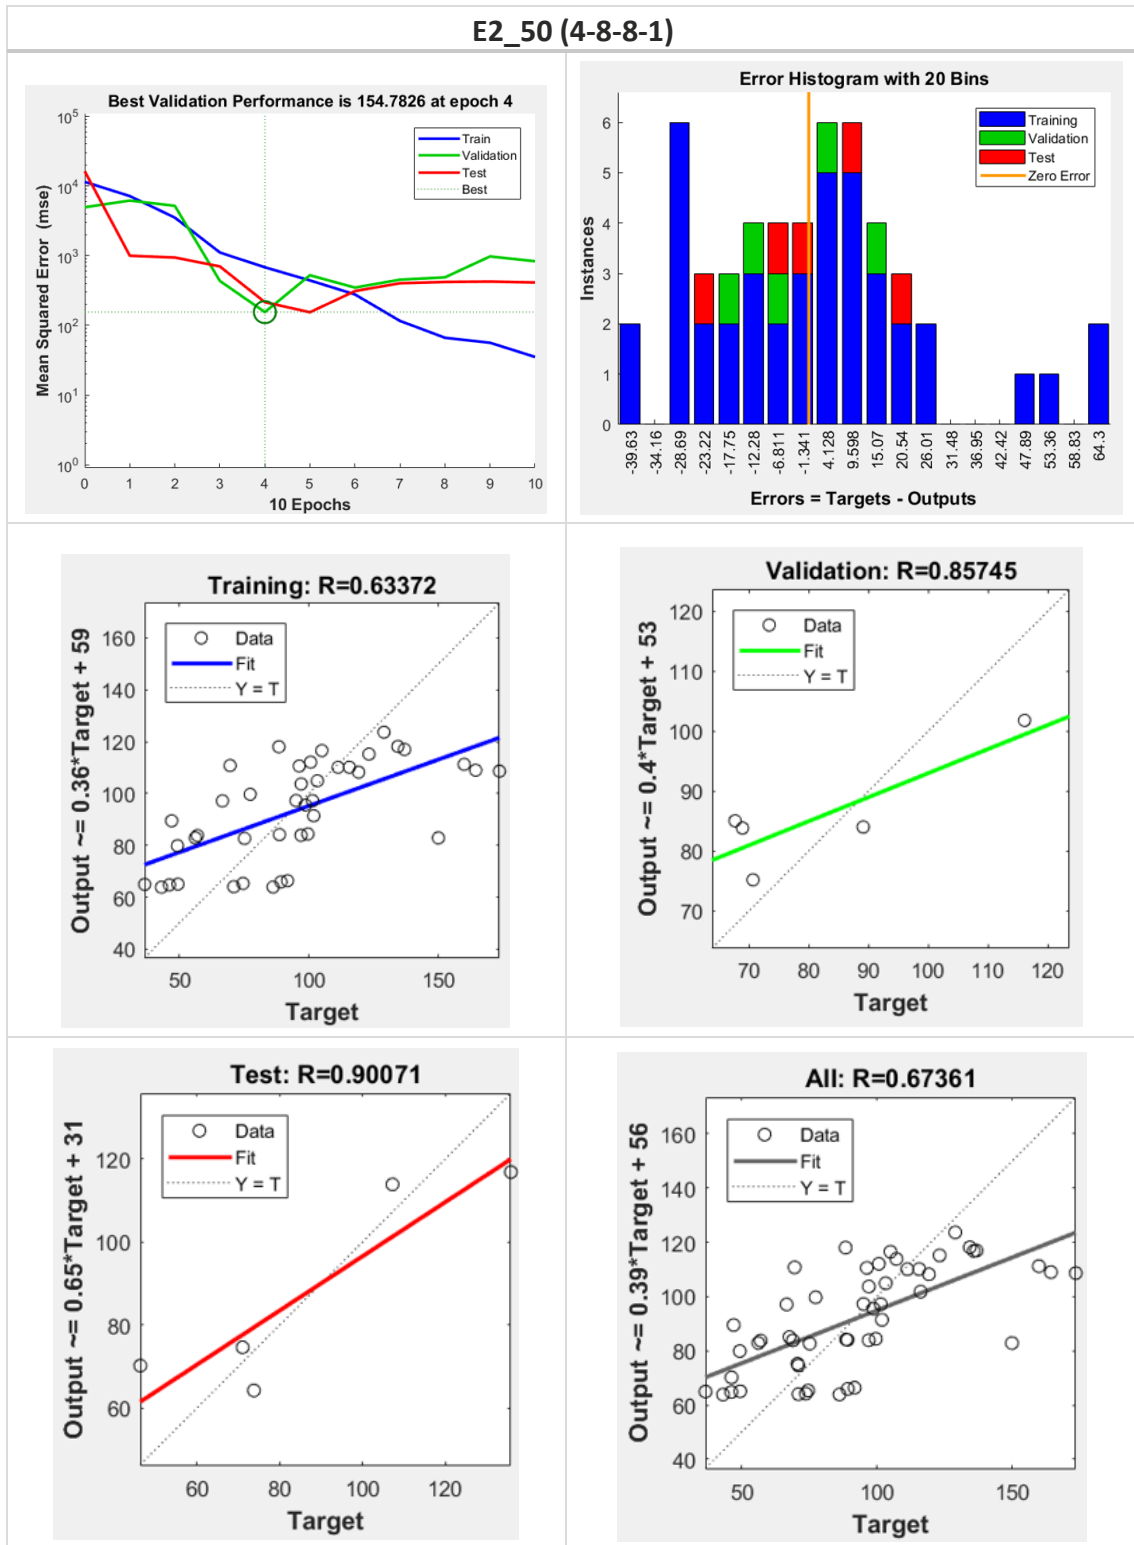 E2_50 (4-8-8-1)
Best Validation Performance is 154.7826 at epoch 4
Mean Squared Error (mse)
10^5
10^4
10^3
10^2
10^1
10^0
Train
Validation
Test
Best
0 1 2 3 4 5 6 7 8 9 10
10 Epochs
Error Histogram with 20 Bins
Instances
6
5
4
3
2
1
0
Training
Validation
Test
Zero Error
-39.63 -34.16 -28.69 -23.22 -17.75 -12.28 -6.811 -1.341 4.128 9.598 15.07 20.54 26.01 31.48 36.95 42.42 47.89 53.36 58.83 64.3
Errors = Targets - Outputs
Training: R=0.63372
Output ~= 0.36*Target + 59
160
140
120
100
80
60
40
Data
Fit
Y = T
50 100 150
Target
Validation: R=0.85745
Output ~= 0.4*Target + 53
120
110
100
90
80
70
Data
Fit
Y = T
70 80 90 100 110 120
Target
Test: R=0.90071
Output ~= 0.65*Target + 31
120
100
80
60
Data
Fit
Y = T
60 80 100 120
Target
All: R=0.67361
Output ~= 0.39*Target + 56
160
140
120
100
80
60
40
Data
Fit
Y = T
50 100 150
Target